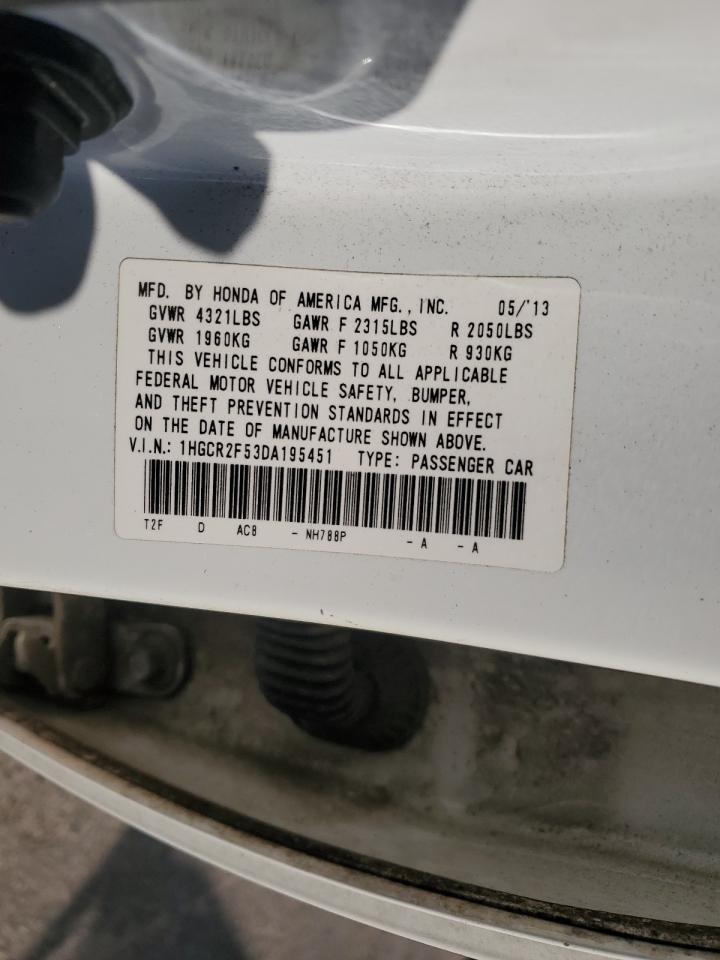 MFD. BY HONDA OF AMERICA MFG., INC. 05/'13
GVWR 4321LBS GAWR F 2315LBS R 2050LBS
GVWR 1960KG GAWR F 1050KG R 930KG
THIS VEHICLE CONFORMS TO ALL APPLICABLE
FEDERAL MOTOR VEHICLE SAFETY, BUMPER,
AND THEFT PREVENTION STANDARDS IN EFFECT
ON THE DATE OF MANUFACTURE SHOWN ABOVE.
V.I.N.: 1HGCR2F53DA195451 TYPE: PASSENGER CAR
T2F D AC8 - NH788P - A - A